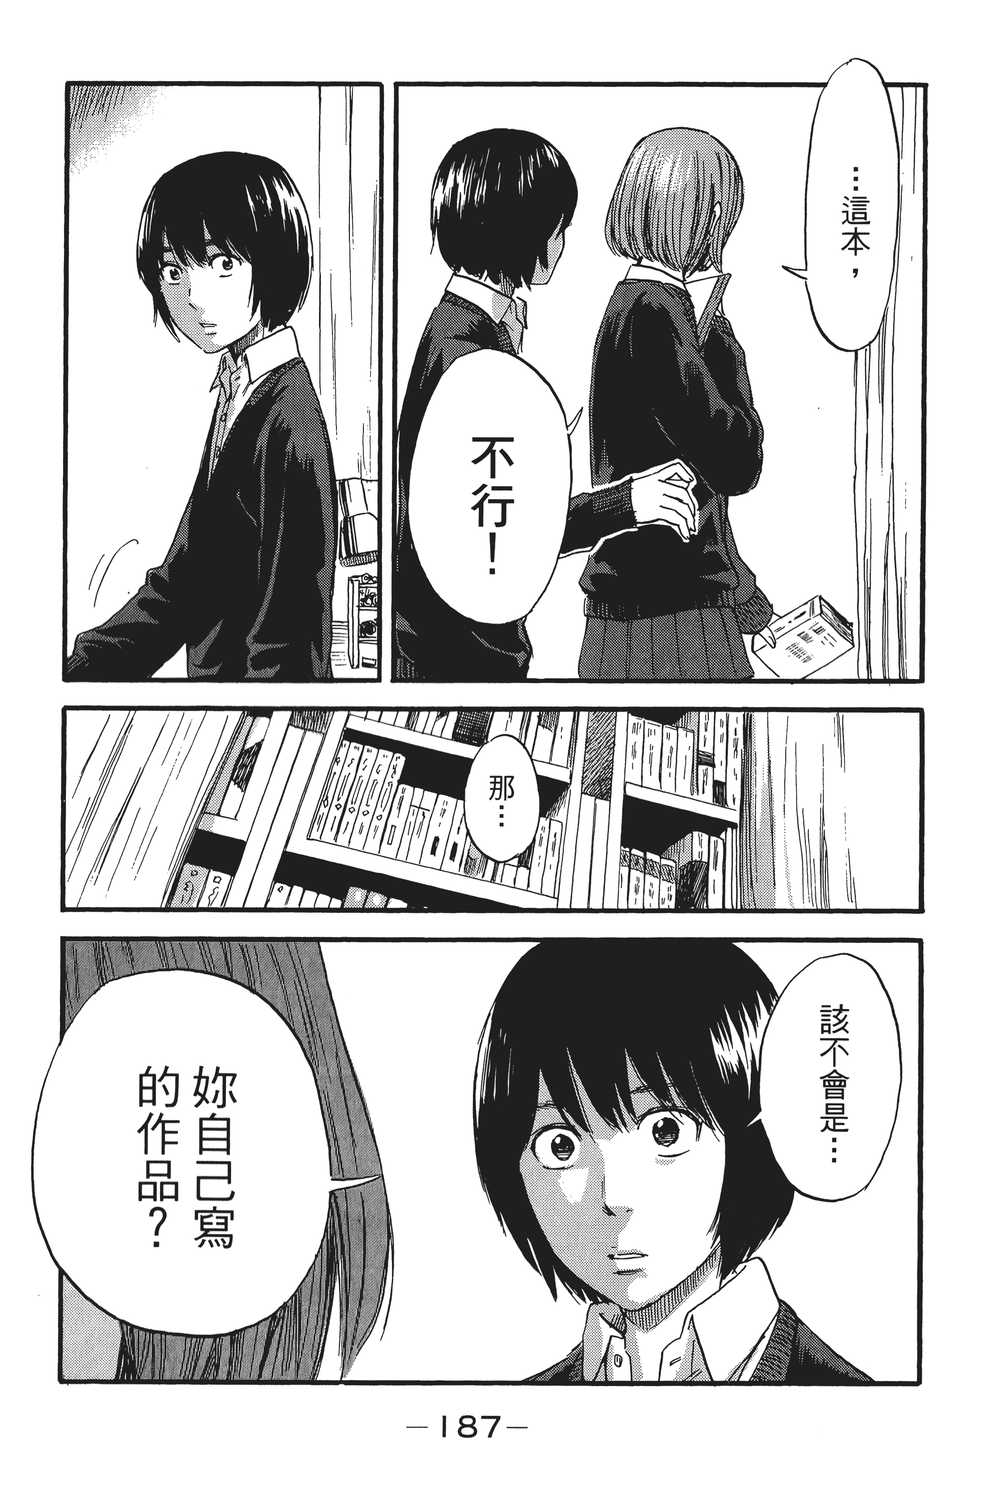 …這本，
不行！
那…
該不會是…
妳自己寫
的作品？
—187—